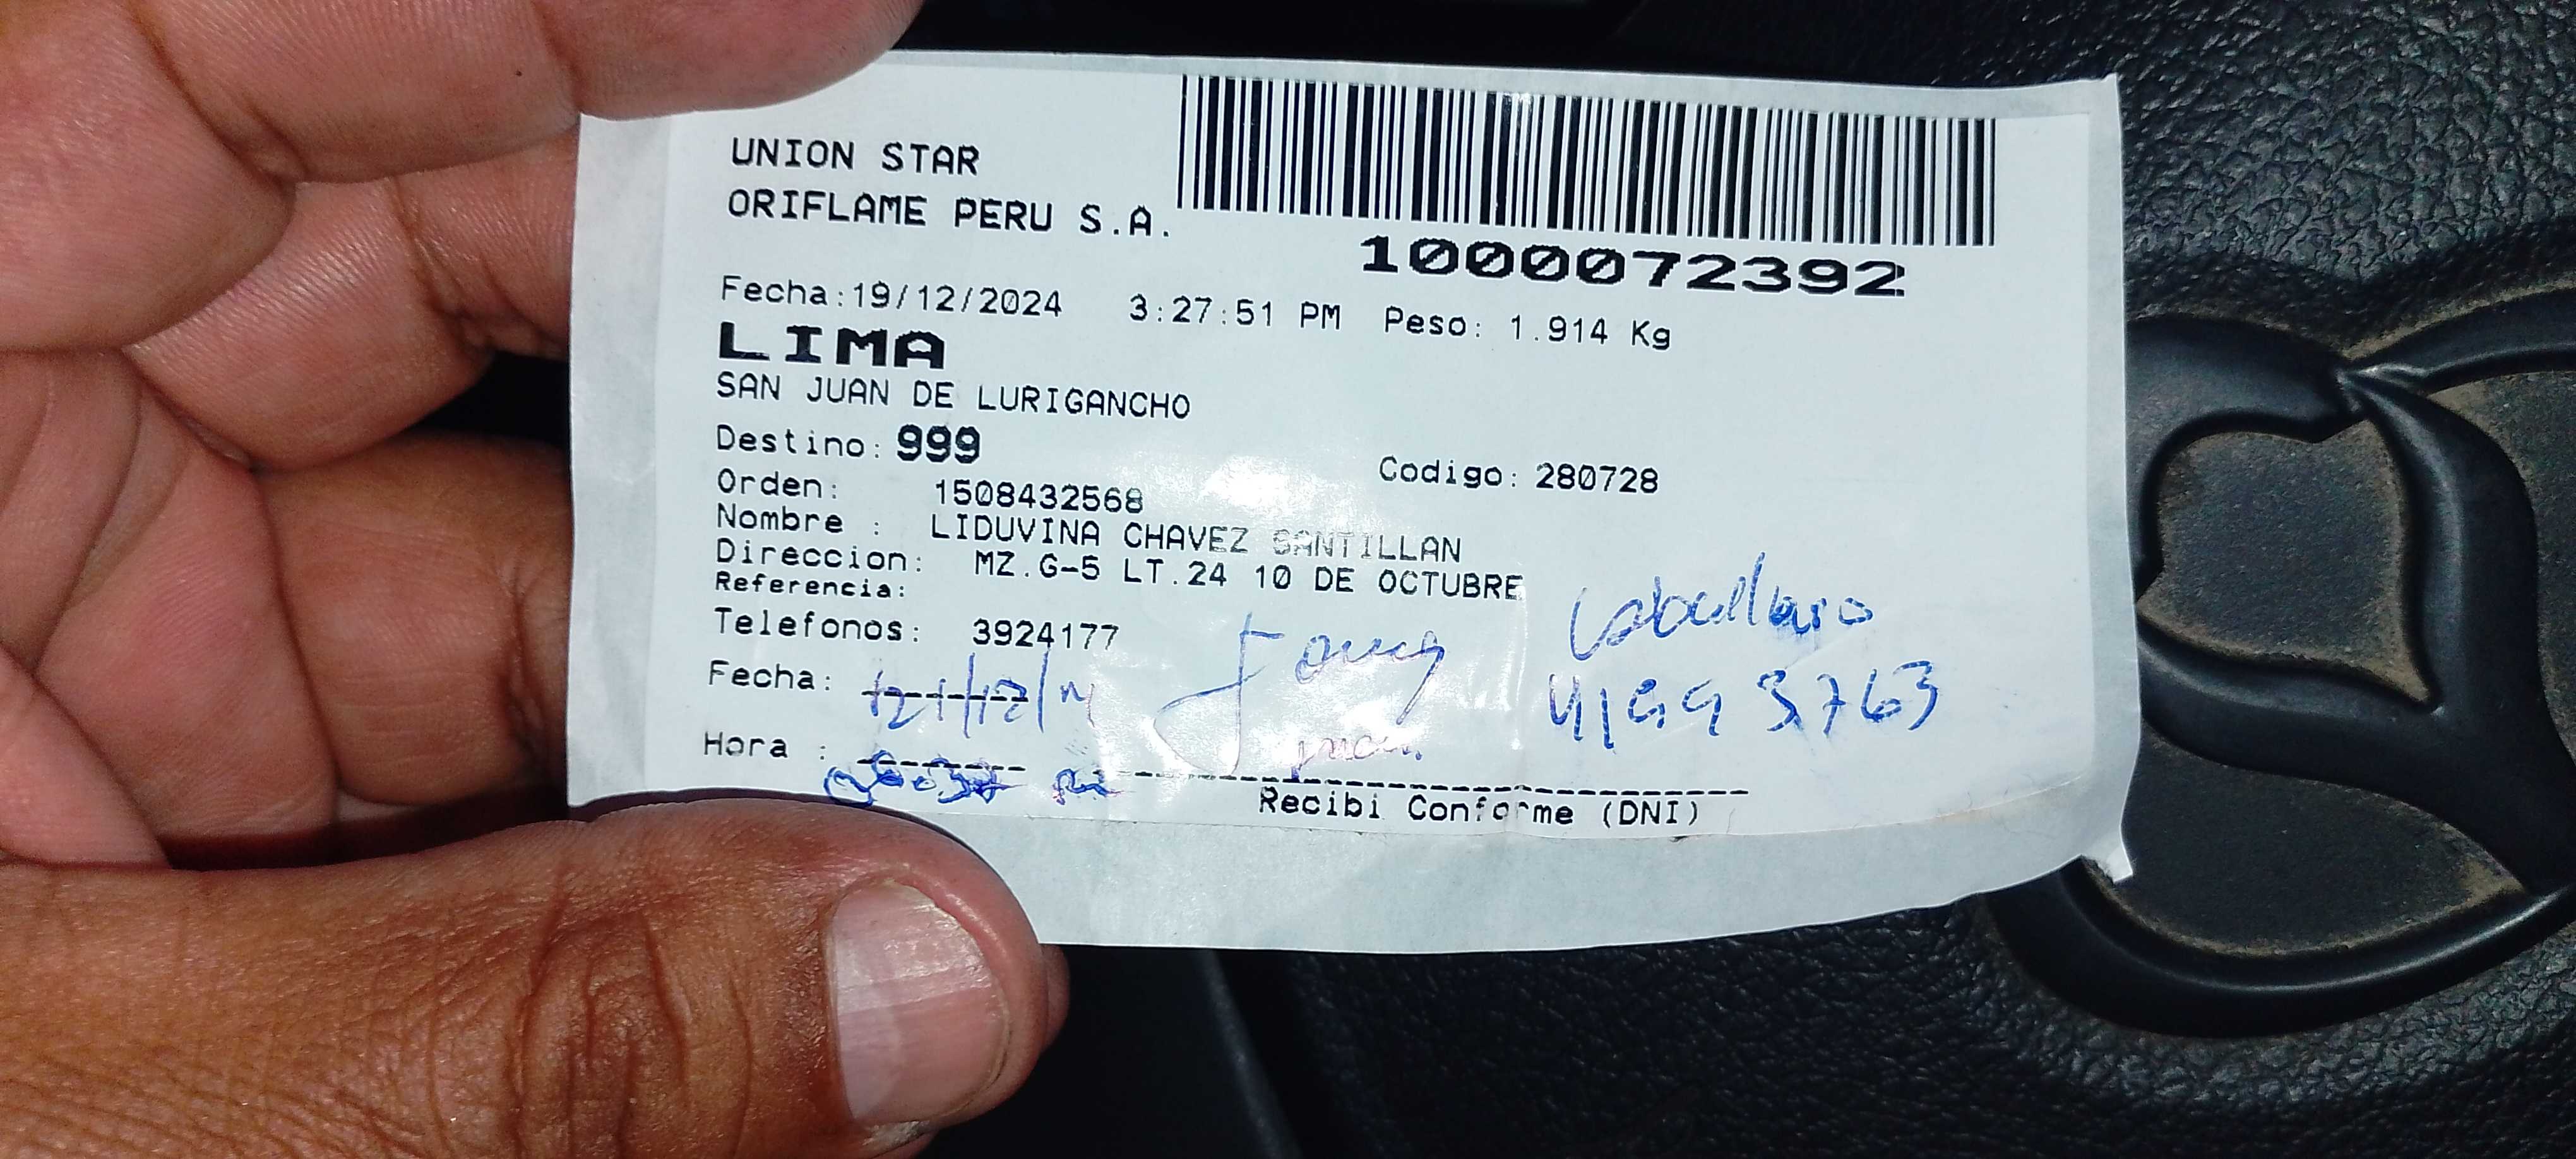 UNION STAR
ORIFLAME PERU S.A.
1000072392
Fecha:19/12/2024 3:27:51 PM Peso: 1.914 Kg
LIMA
SAN JUAN DE LURIGANCHO
Destino: 999
Codigo: 280728
Orden: 1508432568
Nombre : LIDUVINA CHAVEZ SANTILLAN
Direccion: MZ.G-5 LT.24 10 DE OCTUBRE
Referencia:
Telefonos: 3924177
Caballero
Fecha:
41993763
Hora :
Recibi Conforme (DNI)